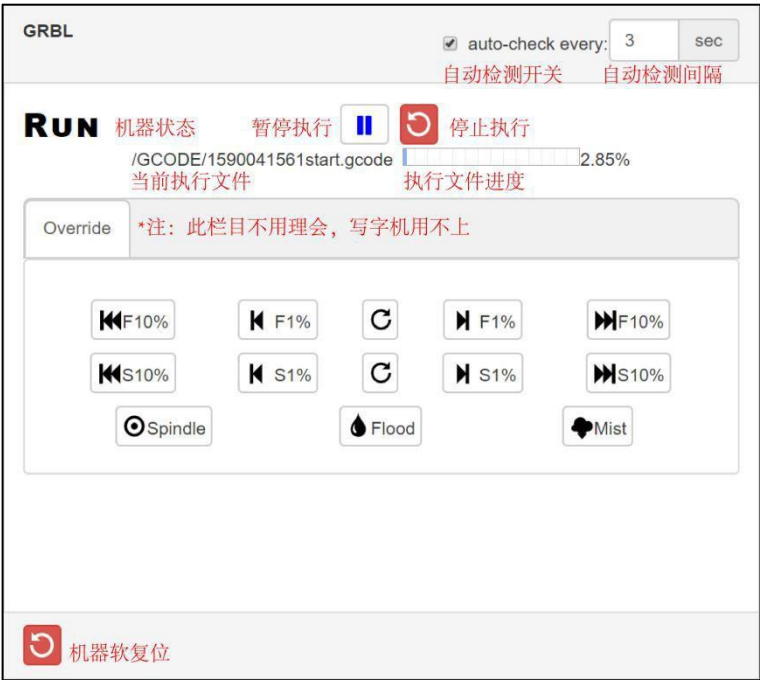 GRBL
auto-check every: 3 sec
自动检测开关 自动检测间隔
RUN 机器状态 暂停执行 停止执行
/GCODE/1590041561start.gcode 2.85%
当前执行文件 执行文件进度
Override *注：此栏目不用理会，写字机用不上
F10% F1% F1% F10%
S10% S1% S1% S10%
Spindle Flood Mist
机器软复位